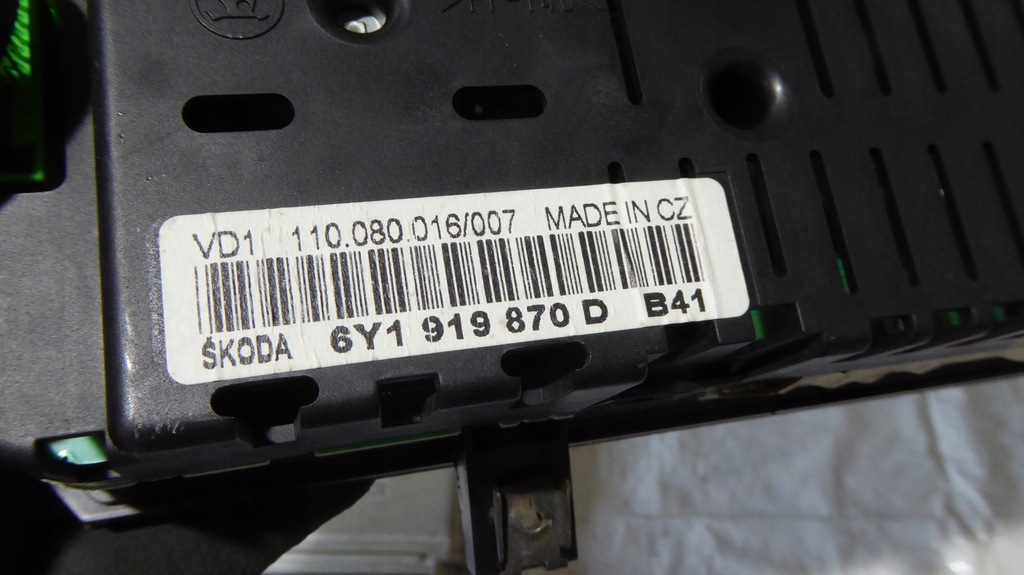 VD1 110.080.016/007 MADE IN CZ
ŠKODA 6Y1 919 870 D B41